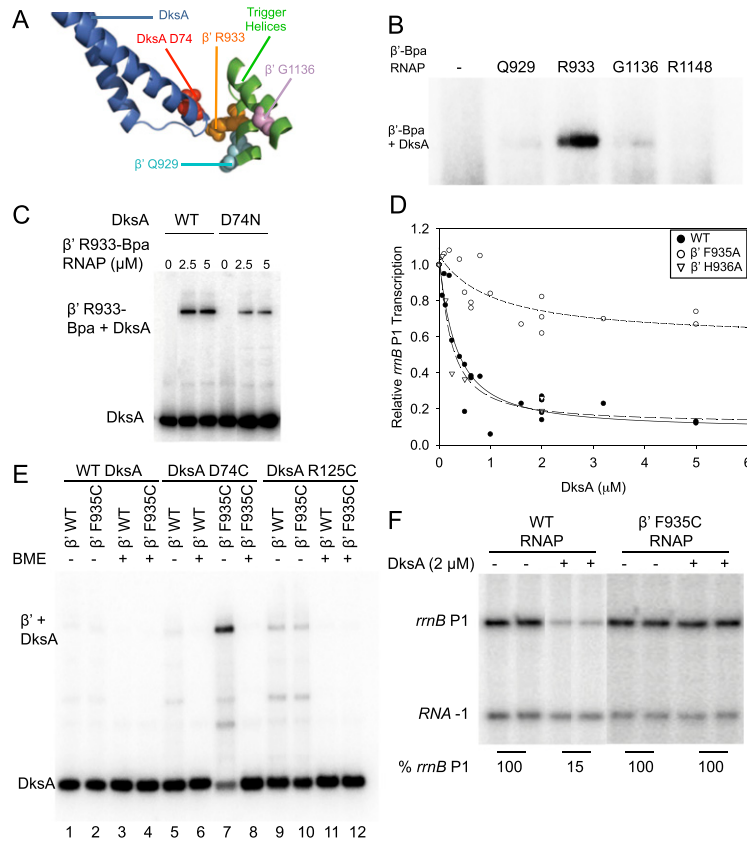 A
DksA
DksA D74
β' R933
Trigger
Helices
β' G1136
β' Q929
B
β'-Bpa
RNAP
- Q929 R933 G1136 R1148
β'-Bpa
+ DksA
C
DksA WT D74N
β' R933-Bpa
RNAP (μM) 0 2.5 5 0 2.5 5
β' R933-
Bpa + DksA
DksA
D
Relative rrnB P1 Transcription
1.2
1.0
0.8
0.6
0.4
0.2
0.0
0 1 2 3 4 5 6
DksA (μM)
WT
β' F935A
β' H936A
E
WT DksA DksA D74C DksA R125C
β' WT β' F935C β' WT β' F935C β' WT β' WT β' F935C β' F935C β' WT β' F935C β' WT β' F935C
BME - - + + - + - + - - + +
β' +
DksA
DksA
1 2 3 4 5 6 7 8 9 10 11 12
F
WT
RNAP
β' F935C
RNAP
DksA (2 μM) - - + + - - + +
rrnB P1
RNA -1
% rrnB P1 100 15 100 100